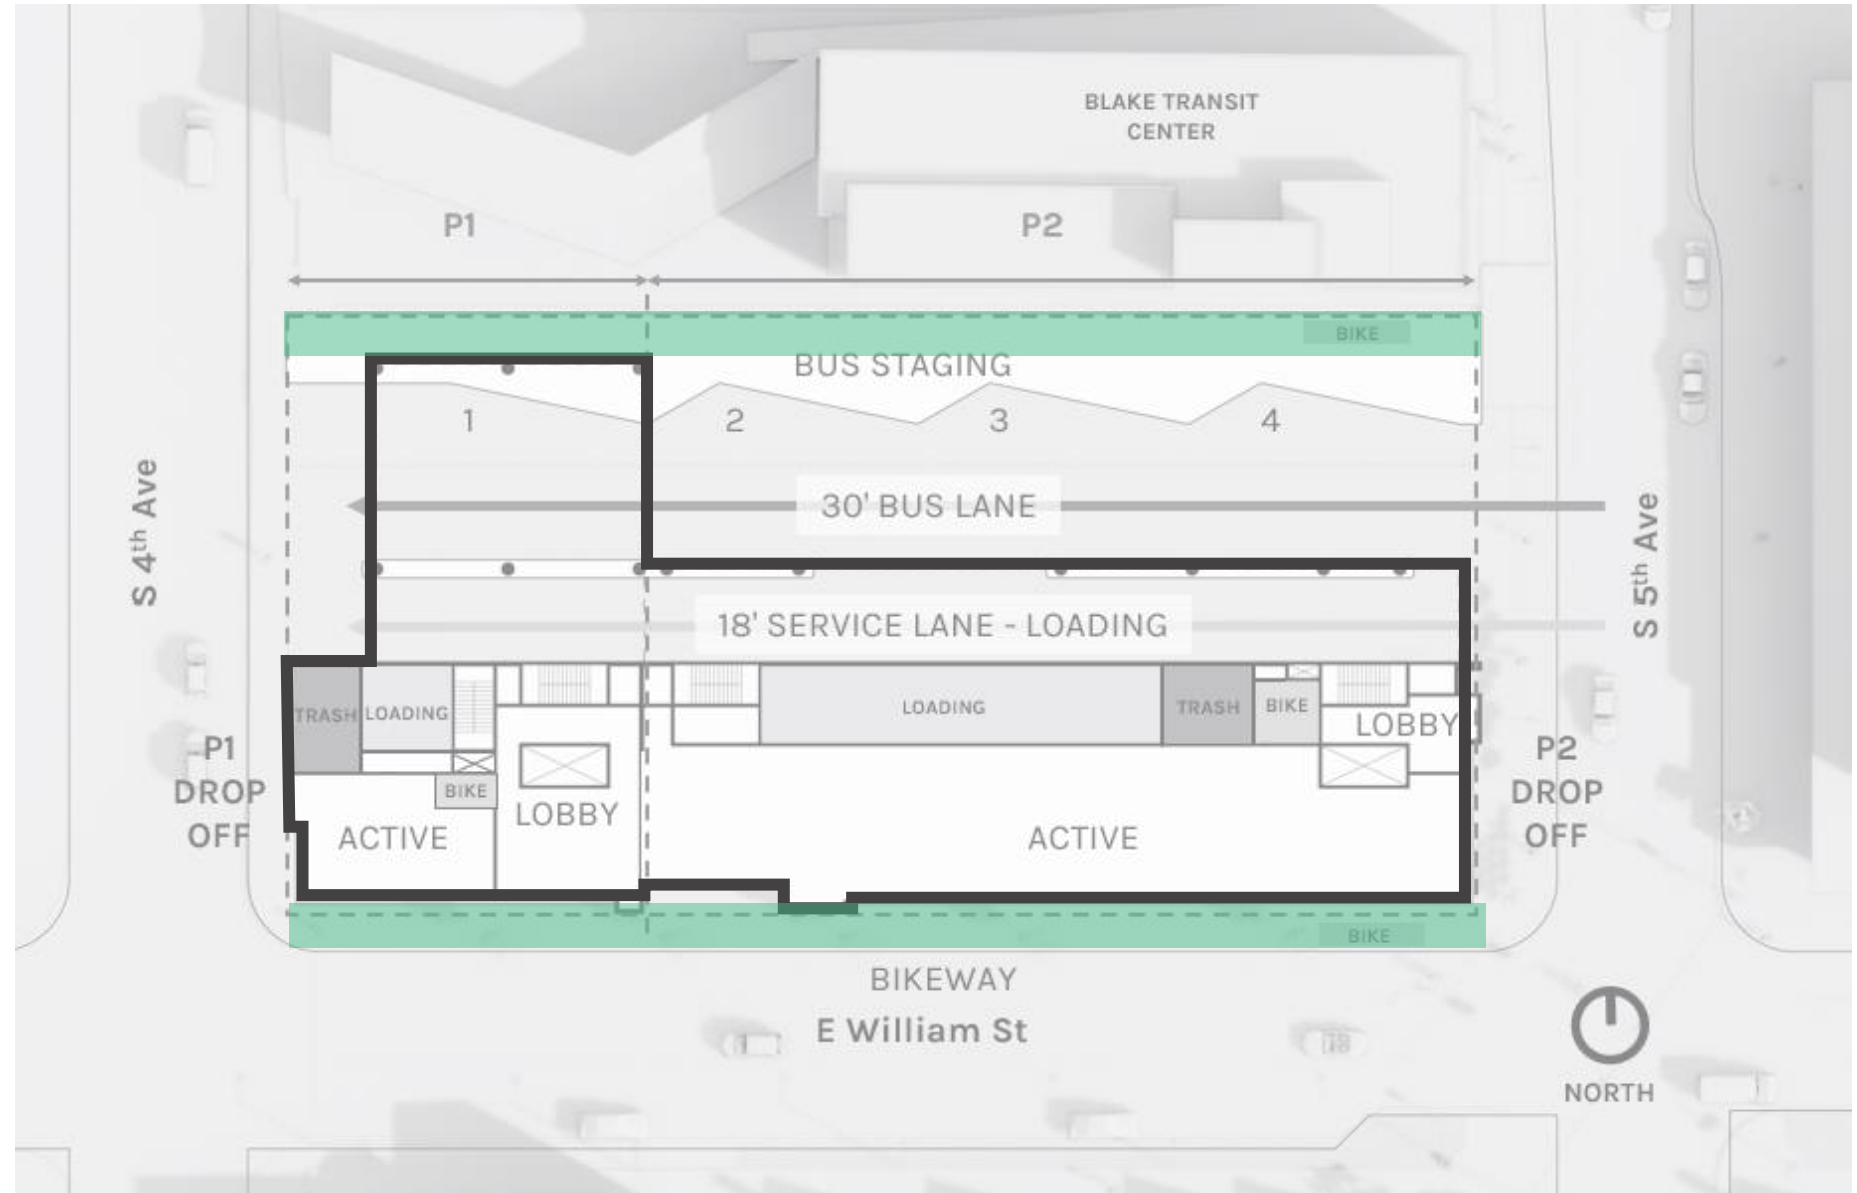 BLAKE TRANSIT
CENTER
P1
P2
BIKE
BUS STAGING
1
2
3
4
30' BUS LANE
S 4th Ave
S 5th Ave
18' SERVICE LANE - LOADING
TRASH
LOADING
LOADING
TRASH
BIKE
LOBBY
P1
DROP
OFF
BIKE
LOBBY
ACTIVE
ACTIVE
P2
DROP
OFF
BIKE
BIKEWAY
E William St
NORTH